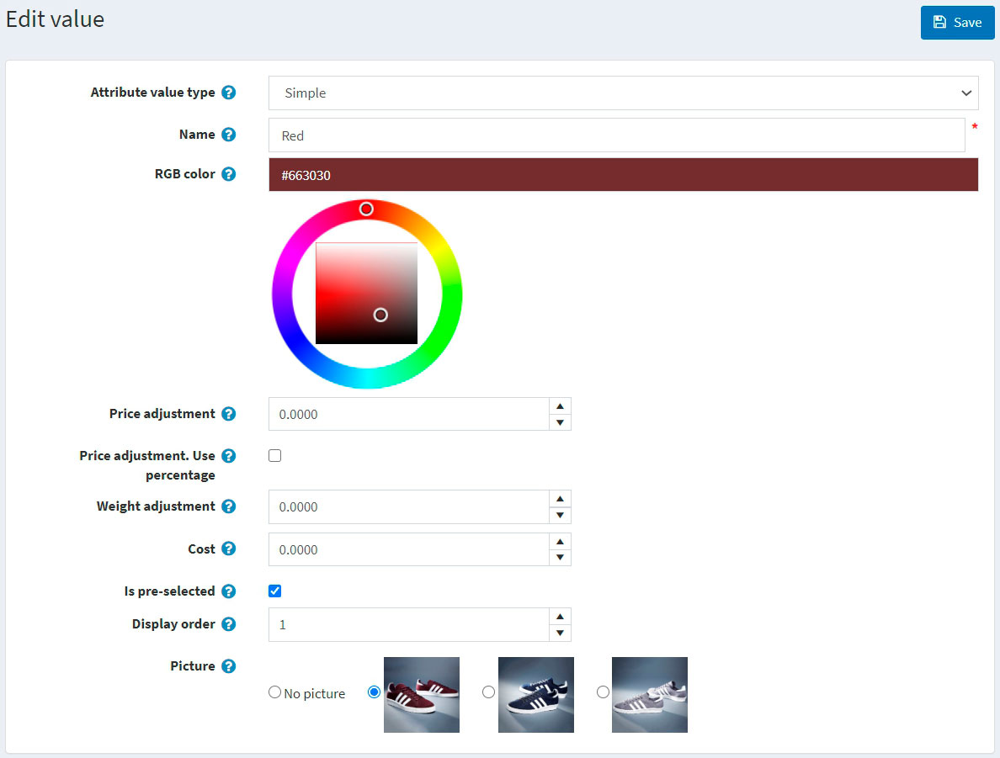 Edit value
Save
Attribute value type
Simple
Name
Red
*
RGB color
#663030
Price adjustment
0.0000
Price adjustment. Use
percentage
Weight adjustment
0.0000
Cost
0.0000
Is pre-selected
Display order
1
Picture
No picture